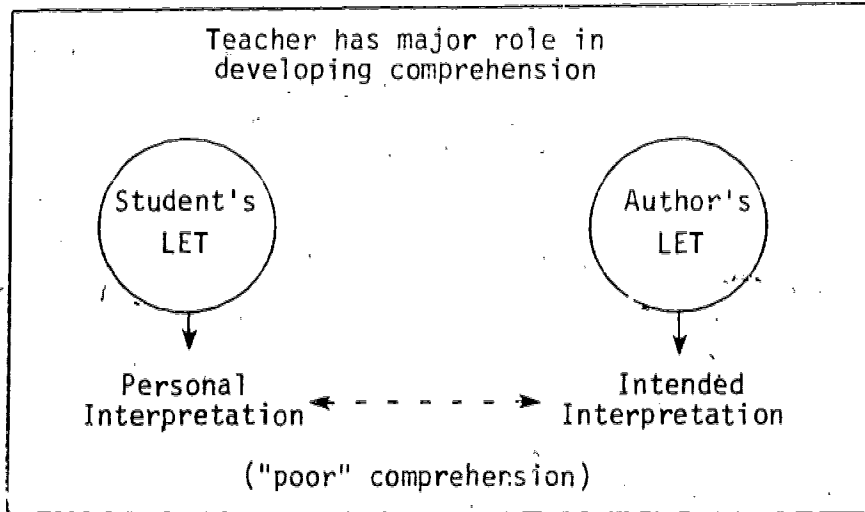 Teacher has major role in
developing comprehension
Student's
LET
Author's
LET
Personal
Interpretation
Intended
Interpretation
("poor" comprehension)